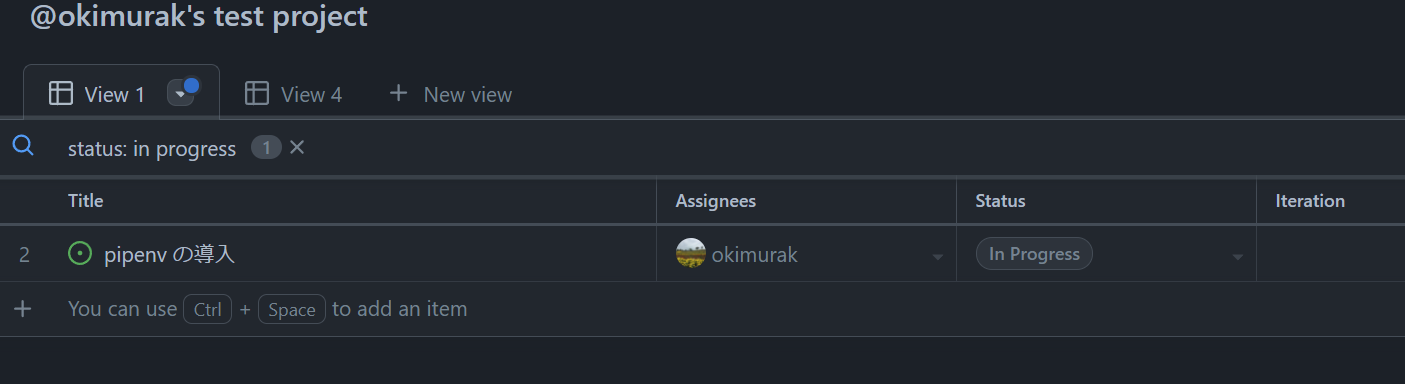 @okimurak's test project
View 1 View 4 + New view
status: in progress 1
Title Assignees Status Iteration
2 pipenv の導入 okimurak In Progress
+ You can use Ctrl + Space to add an item